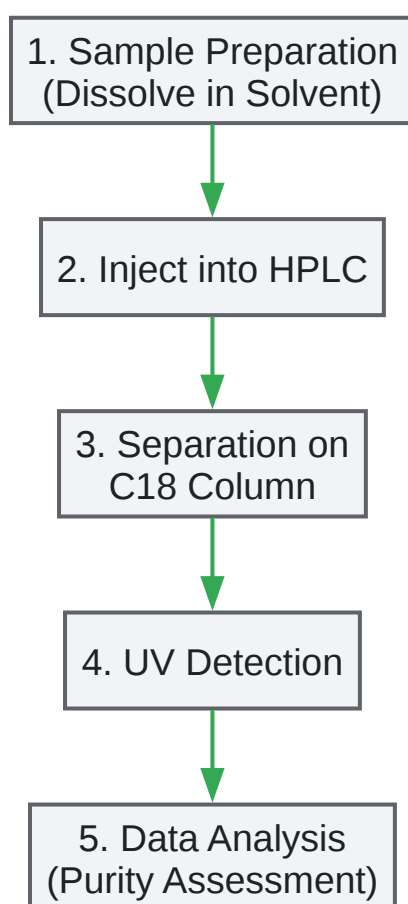 1. Sample Preparation
(Dissolve in Solvent)
2. Inject into HPLC
3. Separation on
C18 Column
4. UV Detection
5. Data Analysis
(Purity Assessment)